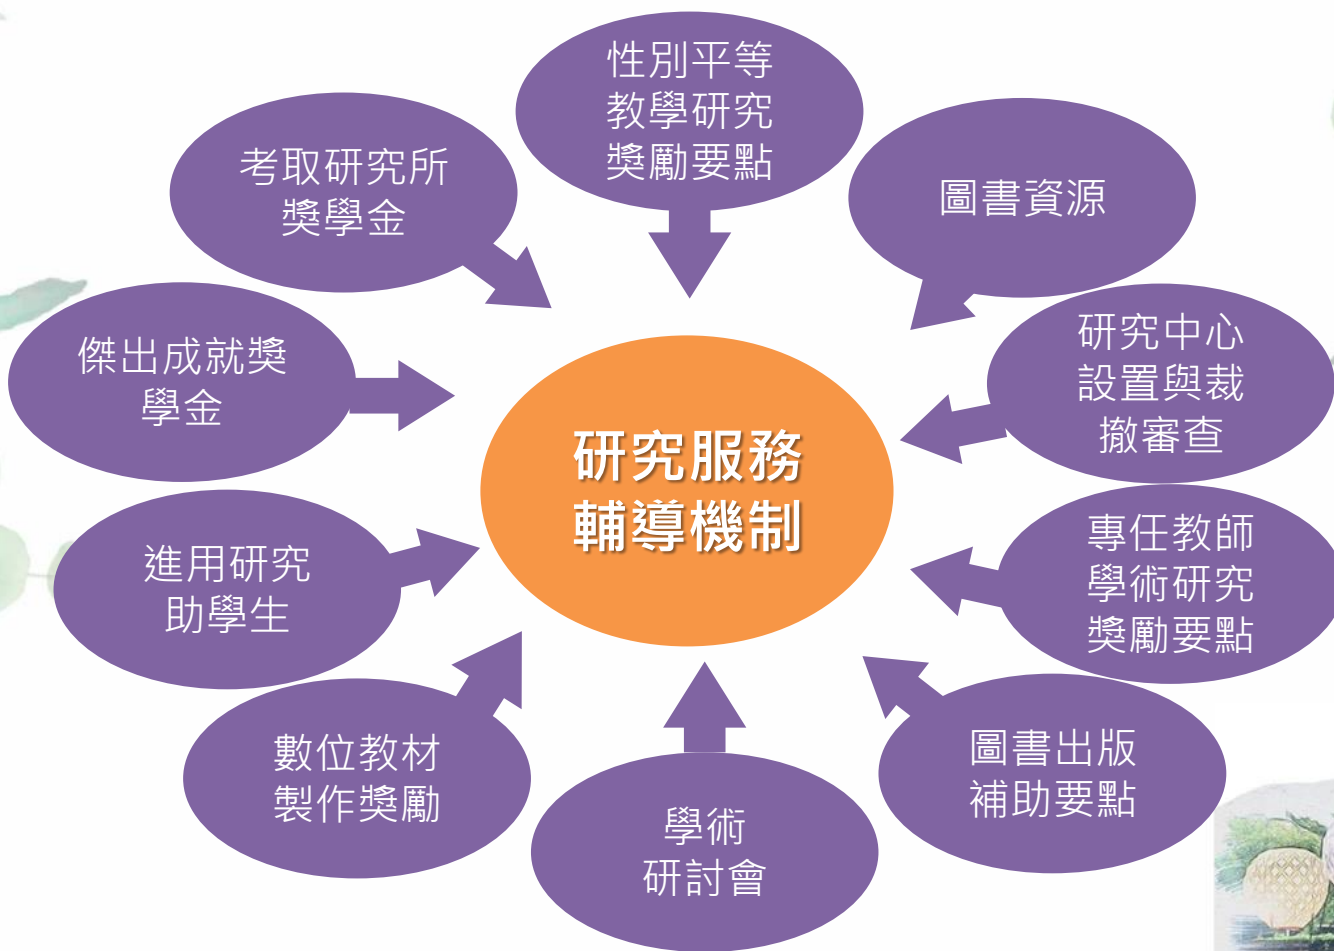 性別平等
教學研究
獎勵要點
考取研究所
獎學金
圖書資源
傑出成就獎
學金
研究中心
設置與裁
撤審查
研究服務
輔導機制
進用研究
助學生
專任教師
學術研究
獎勵要點
數位教材
製作獎勵
圖書出版
補助要點
學術
研討會